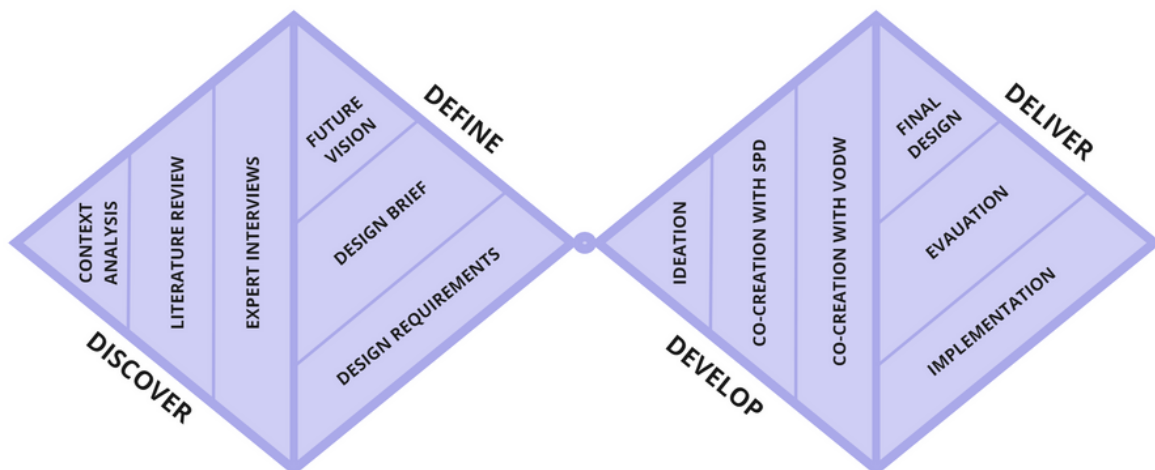 DISCOVER
CONTEXT
ANALYSIS
LITERATURE REVIEW
EXPERT INTERVIEWS
DEFINE
FUTURE
VISION
DESIGN BRIEF
DESIGN REQUIREMENTS
DEVELOP
IDEATION
CO-CREATION WITH SPD
CO-CREATION WITH VODW
DELIVER
FINAL
DESIGN
EVAUATION
IMPLEMENTATION